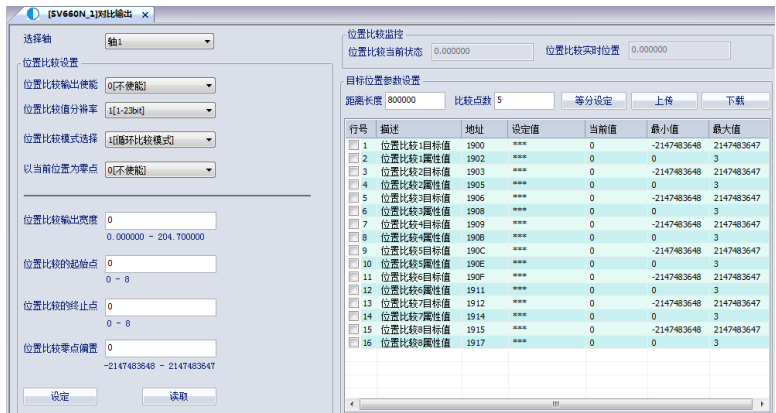 [SV660N_1]对比输出 x
选择轴 轴1
位置比较设置
位置比较输出使能 0[不使能]
位置比较值分辨率 1[1-23bit]
位置比较模式选择 1[循环比较模式]
以当前位置为零点 0[不使能]
位置比较输出宽度 0
0.000000 - 204.700000
位置比较的起始点 0
0 - 8
位置比较的终止点 0
0 - 8
位置比较零点偏置 0
-2147483648 - 2147483647
设定 读取
位置比较监控
位置比较当前状态 0.000000 位置比较实时位置 0.000000
目标位置参数设置
距离长度 800000 比较点数 5 等分设定 上传 下载
行号 描述 地址 设定值 当前值 最小值 最大值
1 位置比较1目标值 1900 *** 0 -2147483648 2147483647
2 位置比较1属性值 1902 *** 0 0 3
3 位置比较2目标值 1903 *** 0 -2147483648 2147483647
4 位置比较2属性值 1905 *** 0 0 3
5 位置比较3目标值 1906 *** 0 -2147483648 2147483647
6 位置比较3属性值 1908 *** 0 0 3
7 位置比较4目标值 1909 *** 0 -2147483648 2147483647
8 位置比较4属性值 190B *** 0 0 3
9 位置比较5目标值 190C *** 0 -2147483648 2147483647
10 位置比较5属性值 190E *** 0 0 3
11 位置比较6目标值 190F *** 0 -2147483648 2147483647
12 位置比较6属性值 1911 *** 0 0 3
13 位置比较7目标值 1912 *** 0 -2147483648 2147483647
14 位置比较7属性值 1914 *** 0 0 3
15 位置比较8目标值 1915 *** 0 -2147483648 2147483647
16 位置比较8属性值 1917 *** 0 0 3